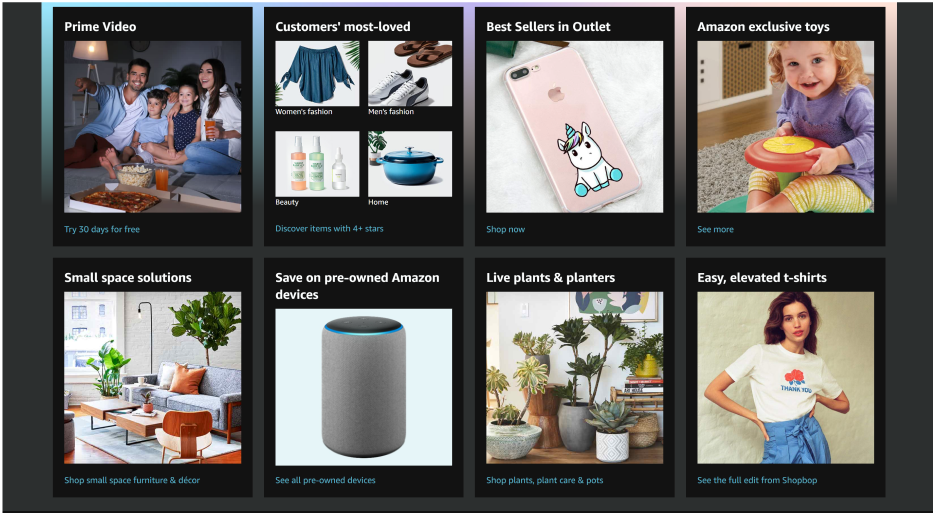 Prime Video
Try 30 days for free
Customers' most-loved
Women's fashion
Men's fashion
Beauty
Home
Discover items with 4+ stars
Best Sellers in Outlet
Shop now
Amazon exclusive toys
See more
Small space solutions
Shop small space furniture & décor
Save on pre-owned Amazon
devices
See all pre-owned devices
Live plants & planters
Shop plants, plant care & pots
Easy, elevated t-shirts
THANK YOU
See the full edit from Shopbop